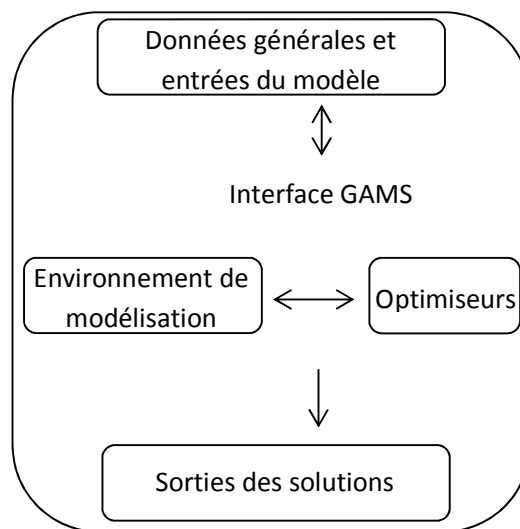 Données générales et
entrées du modèle
Interface GAMS
Environnement de
modélisation
Optimiseurs
Sorties des solutions